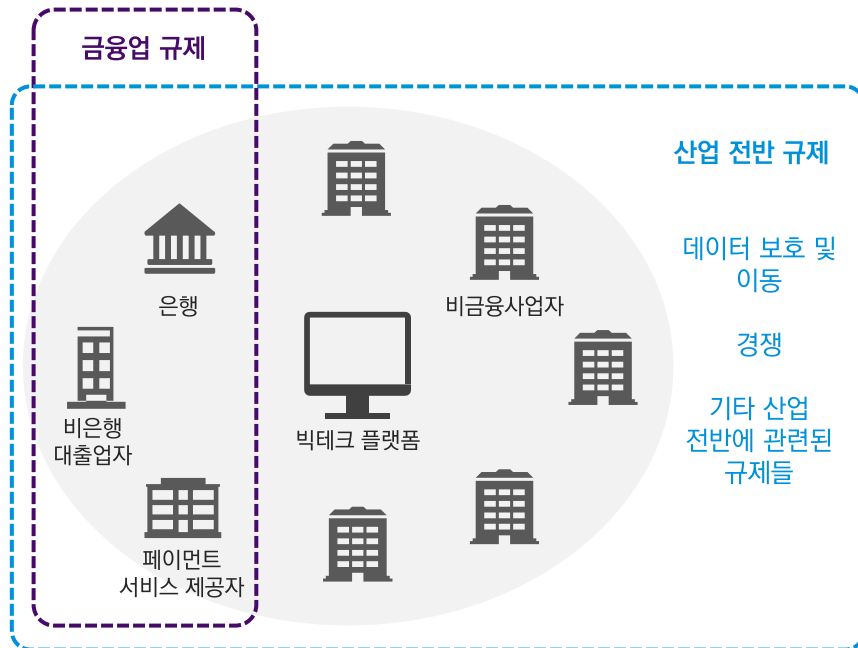 금융업 규제
산업 전반 규제
데이터 보호 및
이동
경쟁
기타 산업
전반에 관련된
규제들
은행
비금융사업자
비은행
대출업자
빅테크 플랫폼
페이먼트
서비스 제공자